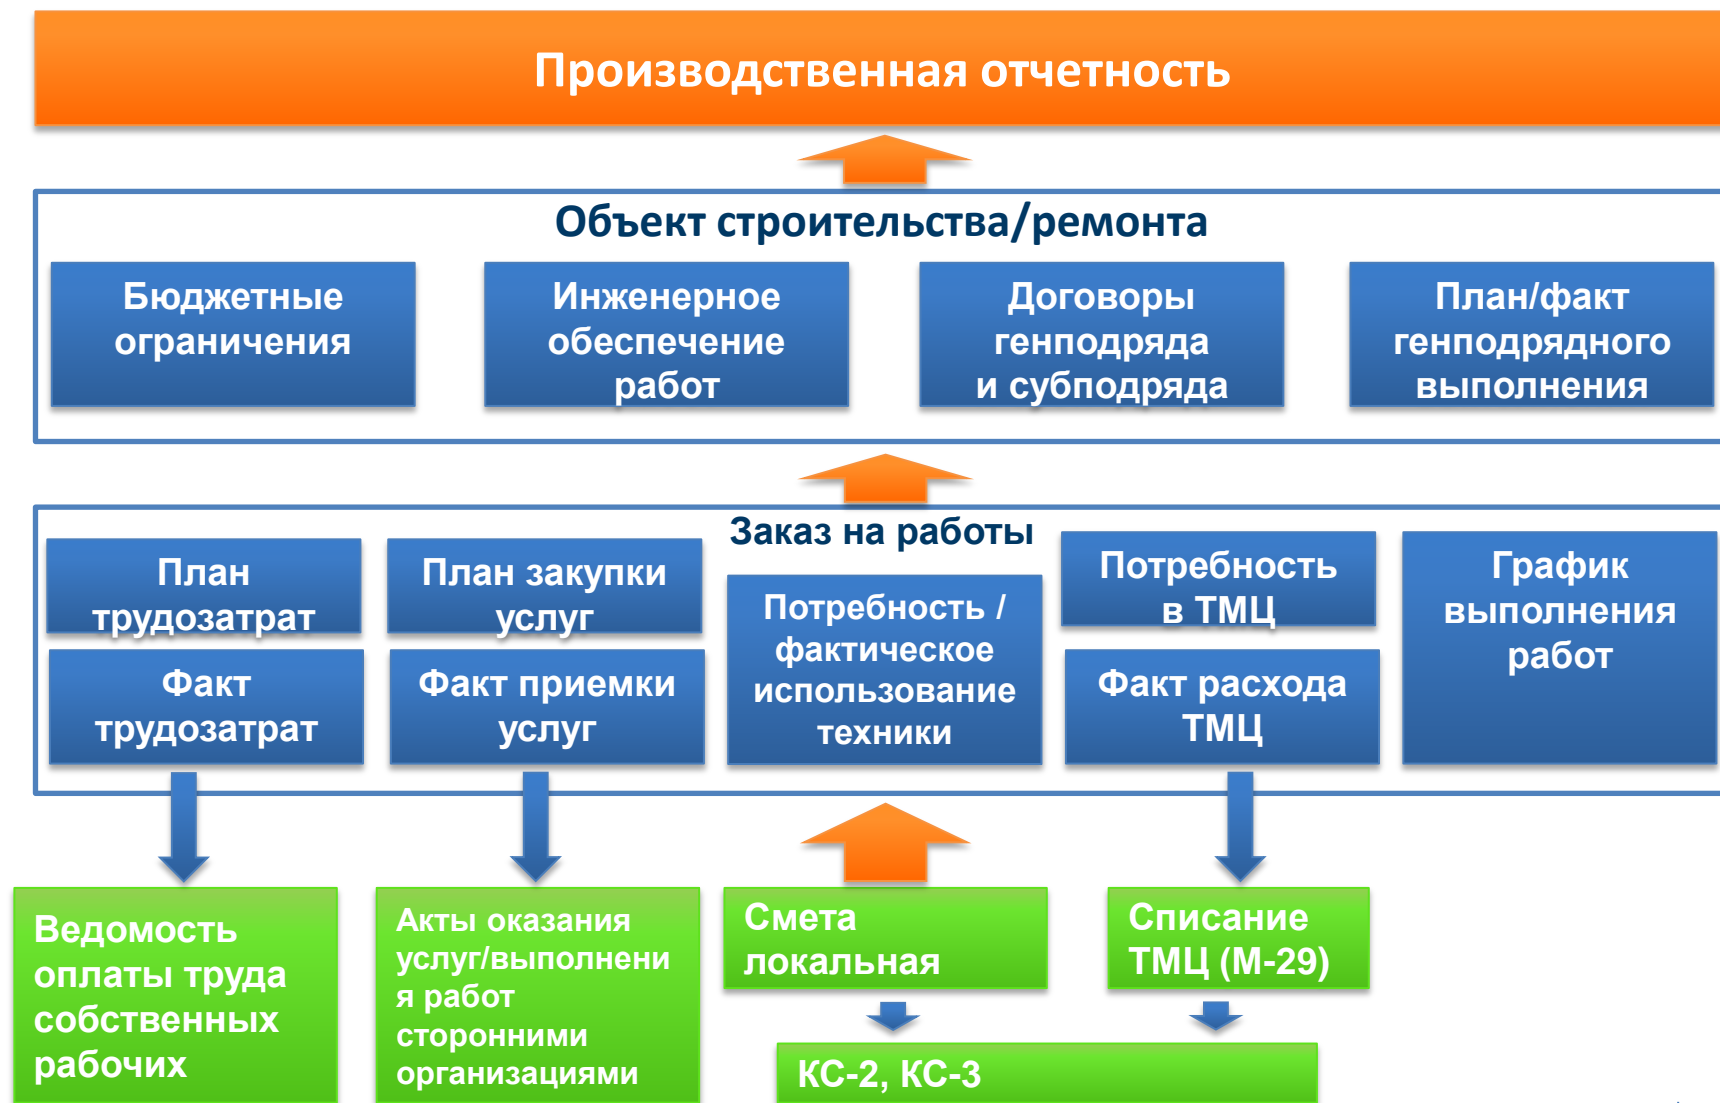 Производственная отчетность
Объект строительства/ремонта
Бюджетные
ограничения
Инженерное
обеспечение
работ
Договоры
генподряда
и субподряда
План/факт
генподрядного
выполнения
Заказ на работы
План
трудозатрат
План закупки
услуг
Потребность /
фактическое
использование
техники
Потребность
в ТМЦ
График
выполнения
работ
Факт
трудозатрат
Факт приемки
услуг
Факт расхода
ТМЦ
Ведомость
оплаты труда
собственных
рабочих
Акты оказания
услуг/выполнени
я работ
сторонними
организациями
Смета
локальная
Списание
ТМЦ (М-29)
КС-2, КС-3